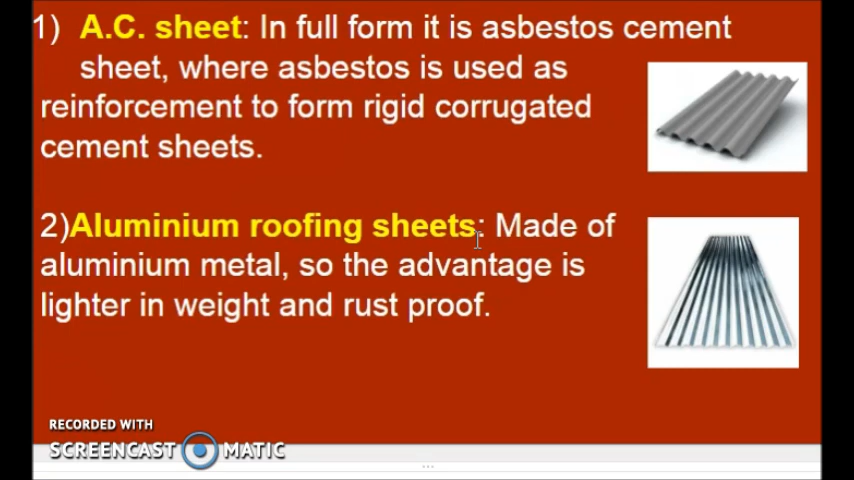 1) A.C. sheet: In full form it is asbestos cement
sheet, where asbestos is used as
reinforcement to form rigid corrugated
cement sheets.
2)Aluminium roofing sheets: Made of
aluminium metal, so the advantage is
lighter in weight and rust proof.
RECORDED WITH
SCREENCAST MATIC